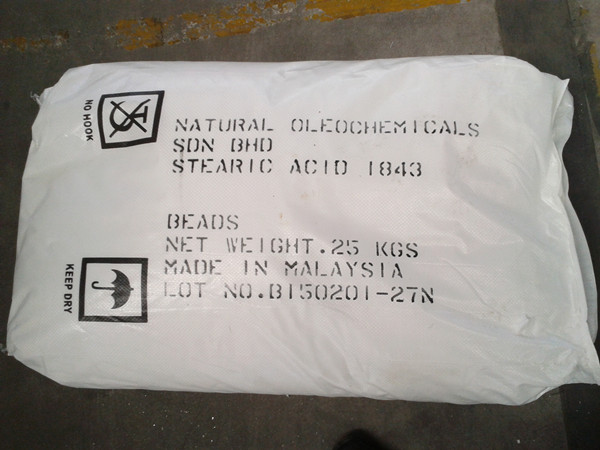 NO HOOK
NATURAL OLEOCHEMICALS
SDN BHD
STEARIC ACID 1843
BEADS
NET WEIGHT.25 KGS
MADE IN MALAYSIA
LOT NO.B150201-27N
KEEP DRY